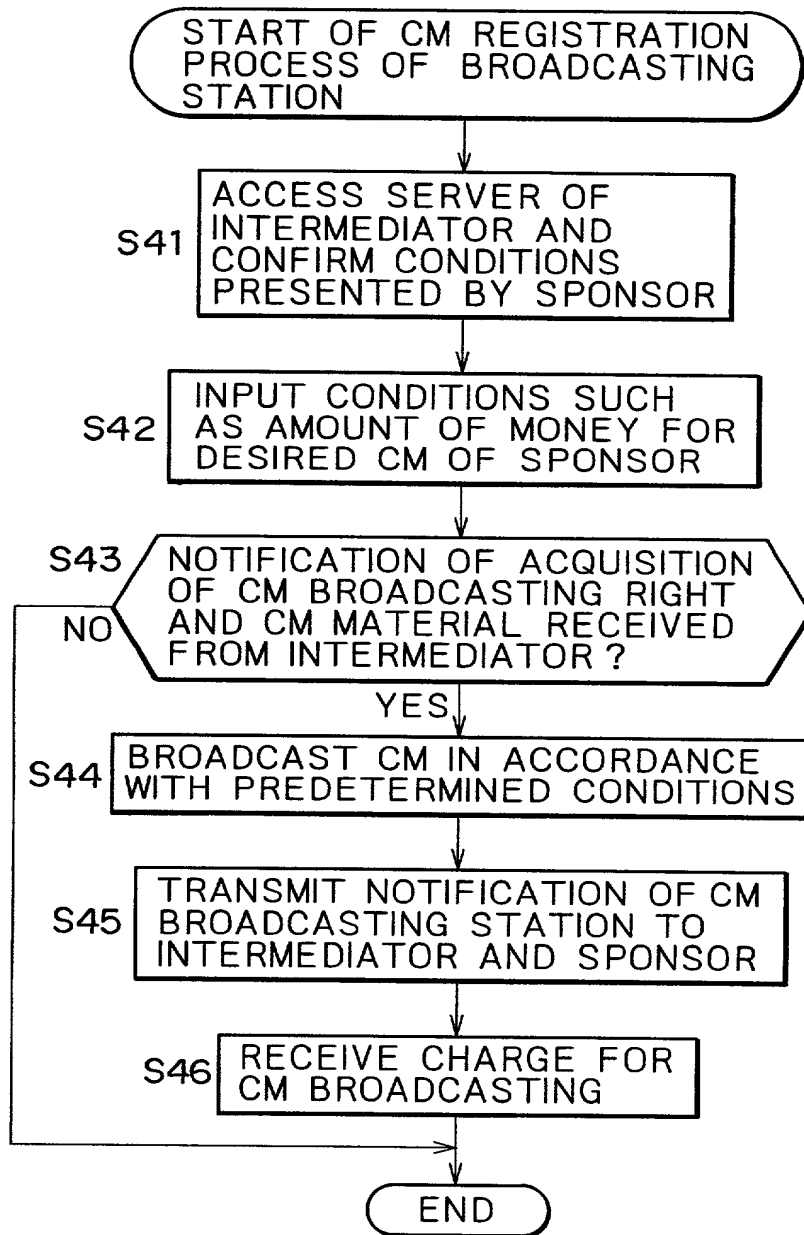 START OF CM REGISTRATION
PROCESS OF BROADCASTING
STATION
S41
ACCESS SERVER OF
INTERMEDIATOR AND
CONFIRM CONDITIONS
PRESENTED BY SPONSOR
S42
INPUT CONDITIONS SUCH
AS AMOUNT OF MONEY FOR
DESIRED CM OF SPONSOR
S43
NOTIFICATION OF ACQUISITION
OF CM BROADCASTING RIGHT
AND CM MATERIAL RECEIVED
FROM INTERMEDIATOR ?
NO
YES
S44
BROADCAST CM IN ACCORDANCE
WITH PREDETERMINED CONDITIONS
S45
TRANSMIT NOTIFICATION OF CM
BROADCASTING STATION TO
INTERMEDIATOR AND SPONSOR
S46
RECEIVE CHARGE FOR
CM BROADCASTING
END